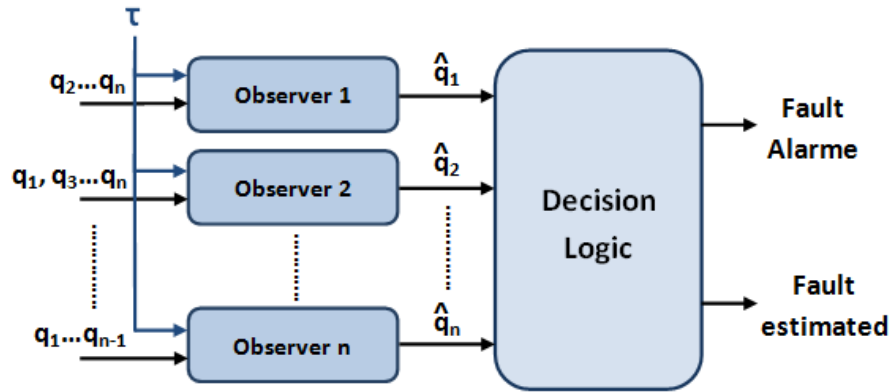 τ
q₂...qₙ
Observer 1
q̂₁
Fault
Alarme
q₁, q₃...qₙ
Observer 2
q̂₂
Decision
Logic
q₁...qₙ₋₁
Observer n
q̂ₙ
Fault
estimated